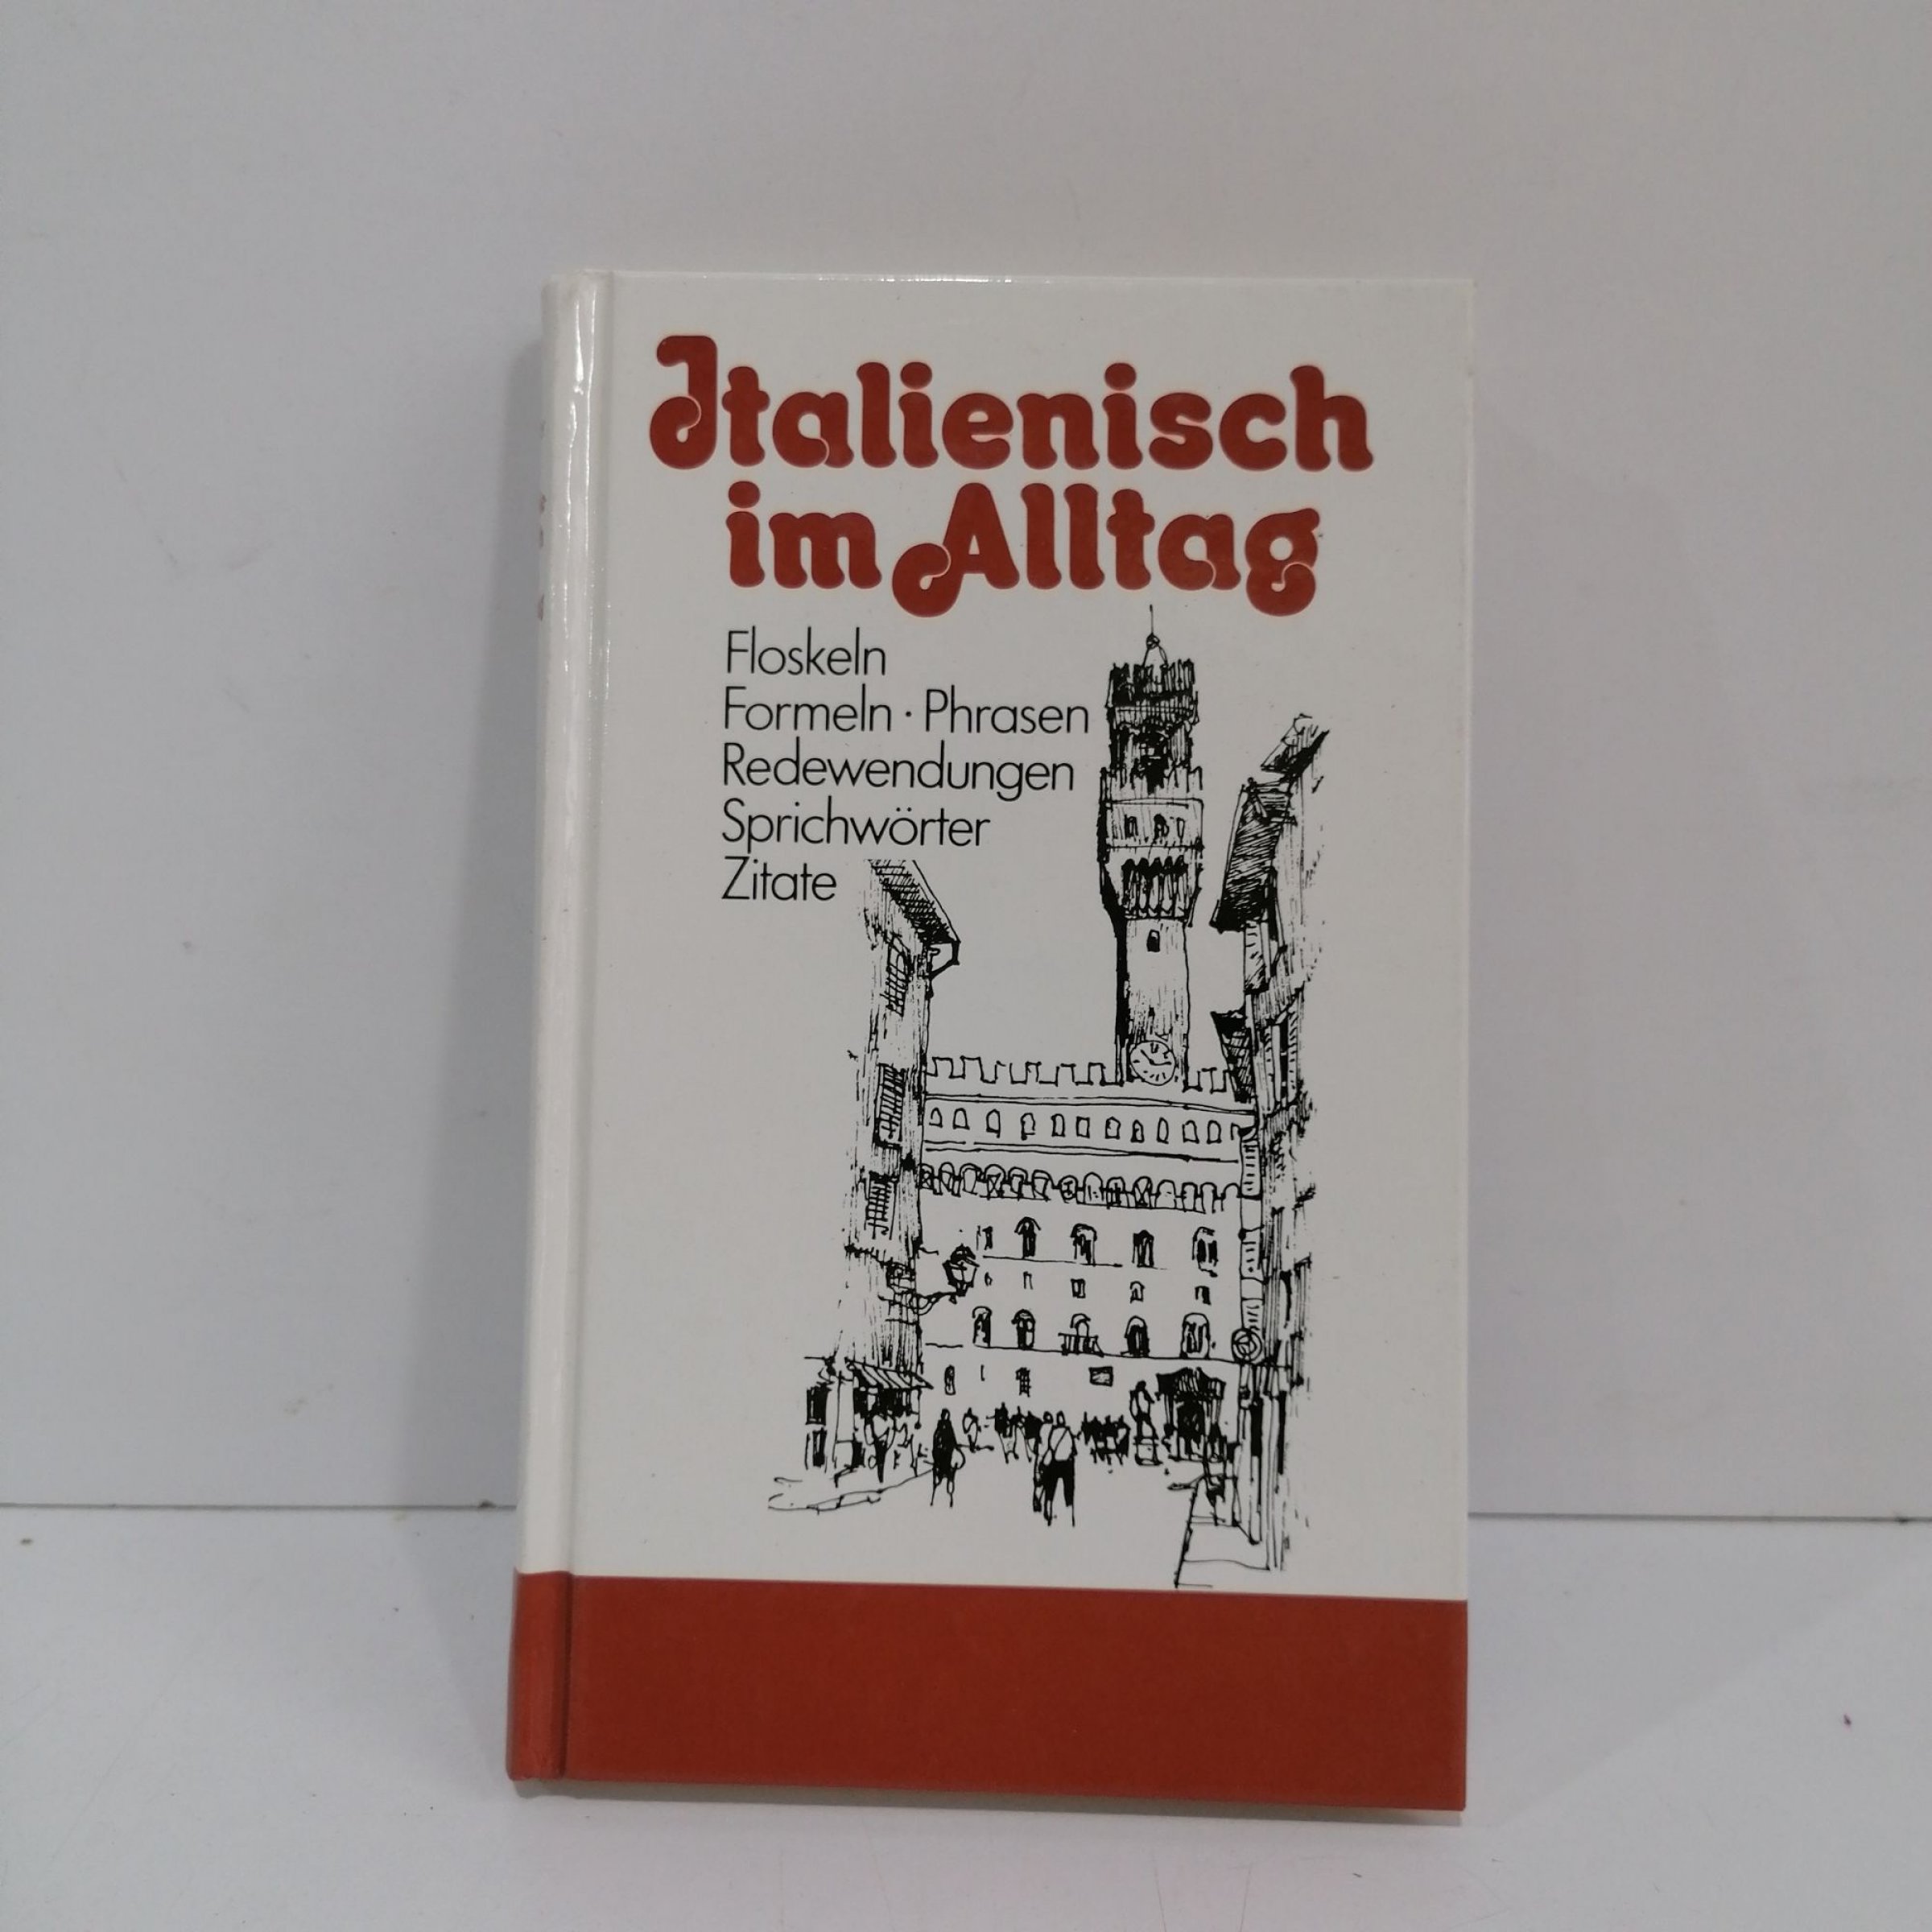 Italienisch
im Alltag
Floskeln
Formeln · Phrasen
Redewendungen
Sprichwörter
Zitate